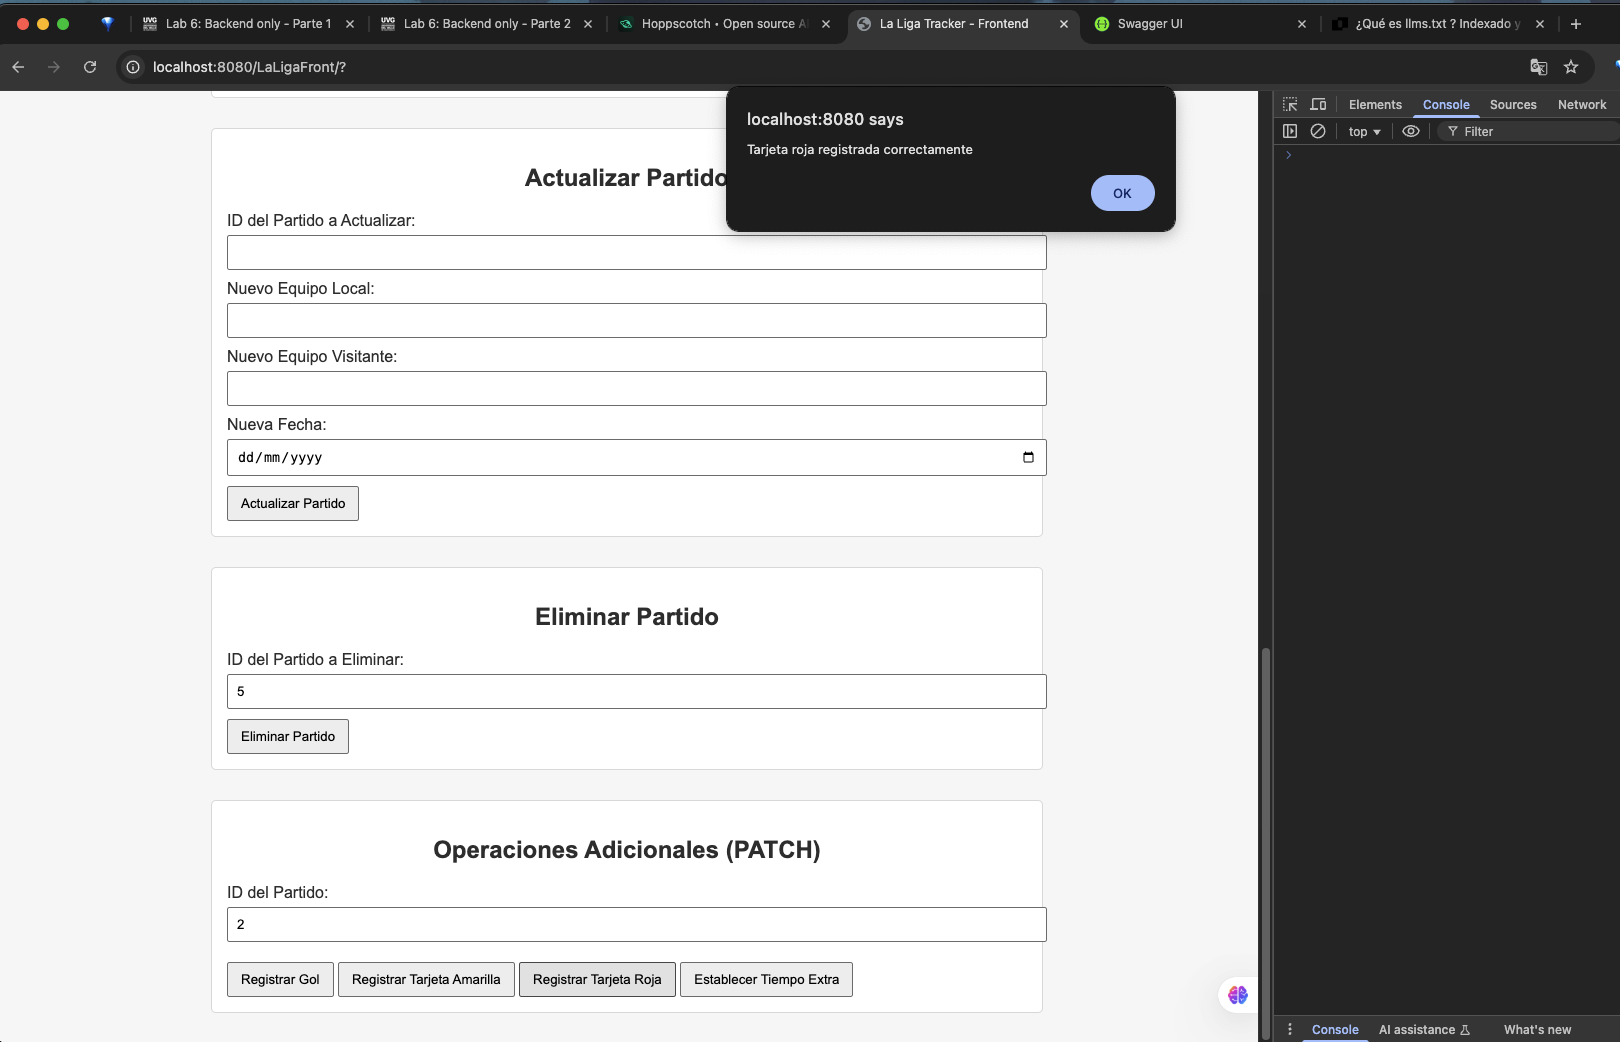 UVG Lab 6: Backend only - Parte 1
UVG Lab 6: Backend only - Parte 2
Hoppscotch • Open source A
La Liga Tracker - Frontend
Swagger UI
¿Qué es llms.txt ? Indexado y
localhost:8080/LaLigaFront/?
localhost:8080 says
Tarjeta roja registrada correctamente
OK
Elements Console Sources Network
top Filter
Actualizar Partido
ID del Partido a Actualizar:
Nuevo Equipo Local:
Nuevo Equipo Visitante:
Nueva Fecha:
dd/mm/yyyy
Actualizar Partido
Eliminar Partido
ID del Partido a Eliminar:
5
Eliminar Partido
Operaciones Adicionales (PATCH)
ID del Partido:
2
Registrar Gol Registrar Tarjeta Amarilla Registrar Tarjeta Roja Establecer Tiempo Extra
Console AI assistance What's new